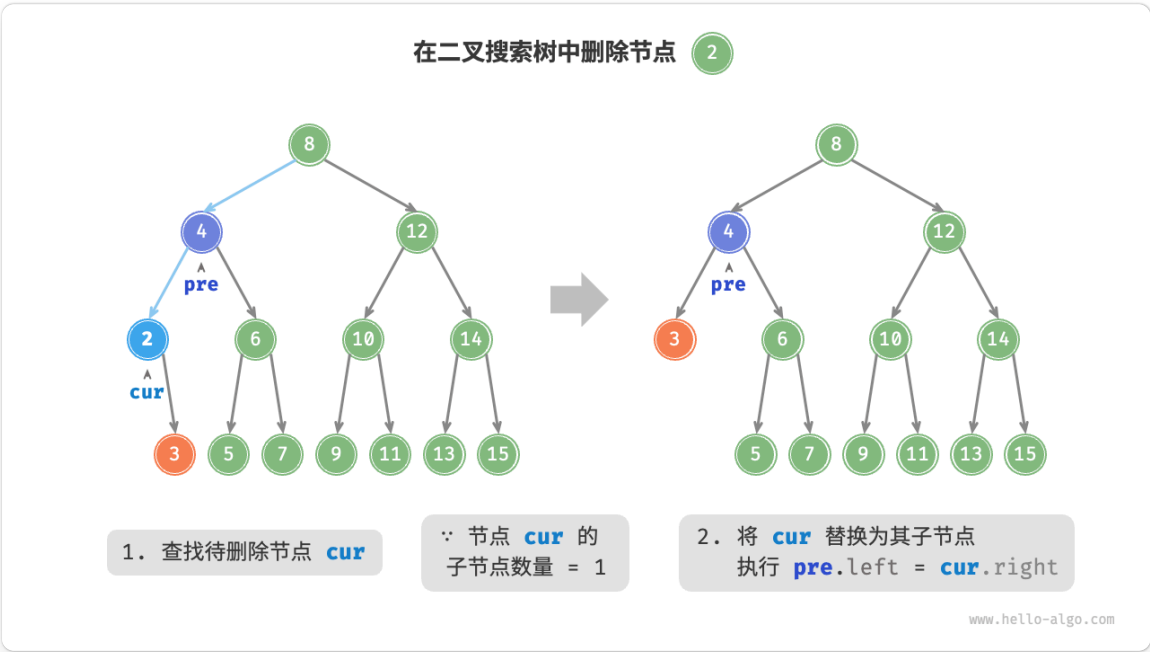 在二叉搜索树中删除节点 2
8
8
4
12
4
12
pre
pre
2
6
10
14
3
6
10
14
cur
3
5
7
9
11
13
15
5
7
9
11
13
15
1. 查找待删除节点 cur
∵ 节点 cur 的
子节点数量 = 1
2. 将 cur 替换为其子节点
执行 pre.left = cur.right
www.hello-algo.com